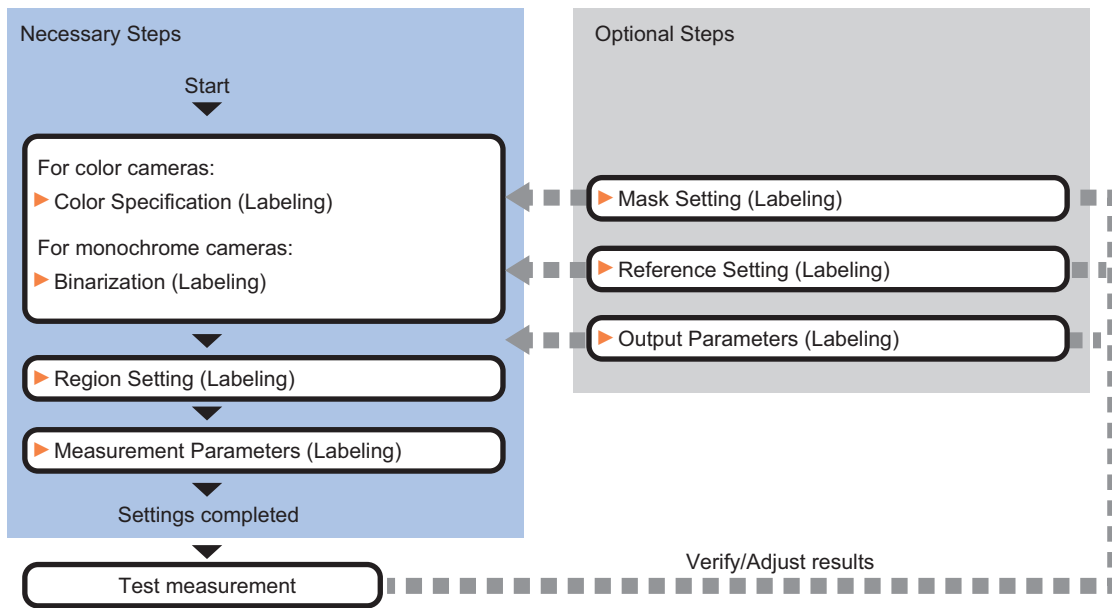 Necessary Steps
Start
For color cameras:
Color Specification (Labeling)
For monochrome cameras:
Binarization (Labeling)
Region Setting (Labeling)
Measurement Parameters (Labeling)
Settings completed
Test measurement
Optional Steps
Mask Setting (Labeling)
Reference Setting (Labeling)
Output Parameters (Labeling)
Verify/Adjust results